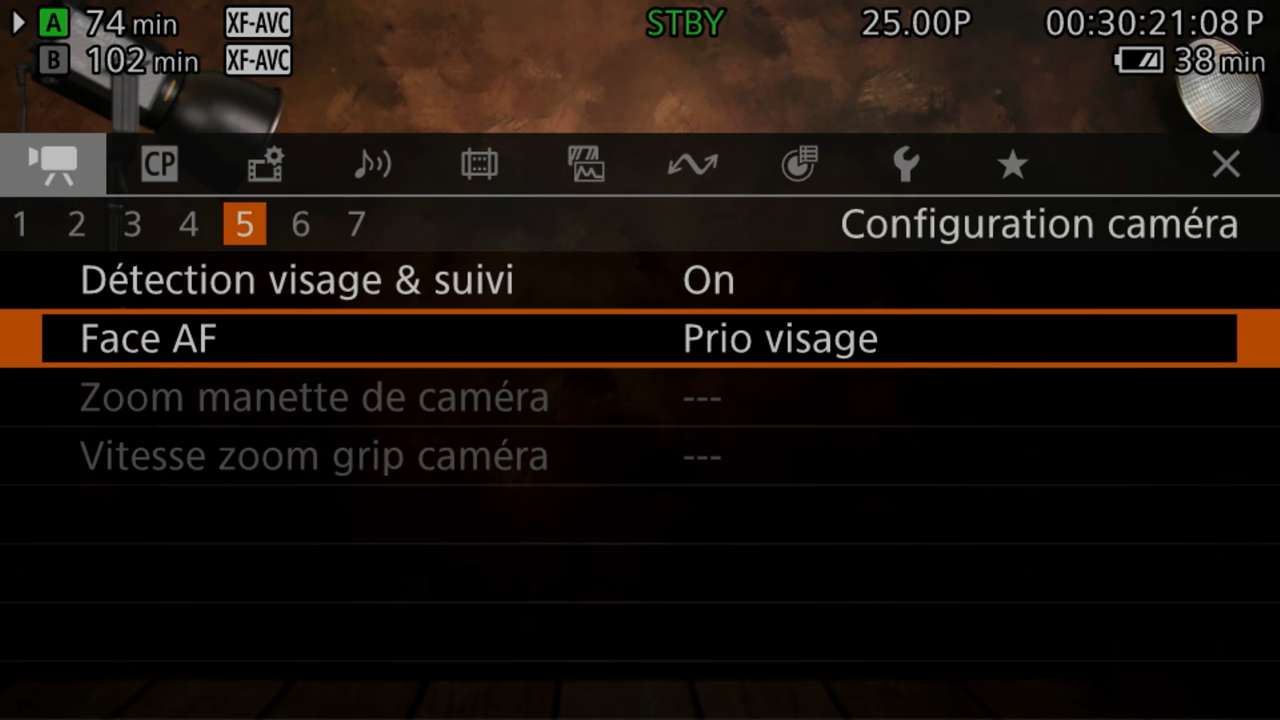 A 74 min XF-AVC STBY 25.00P 00:30:21:08 P
B 102 min XF-AVC 38 min
CP
1 2 3 4 5 6 7 Configuration caméra
Détection visage & suivi On
Face AF Prio visage
Zoom manette de caméra ---
Vitesse zoom grip caméra ---